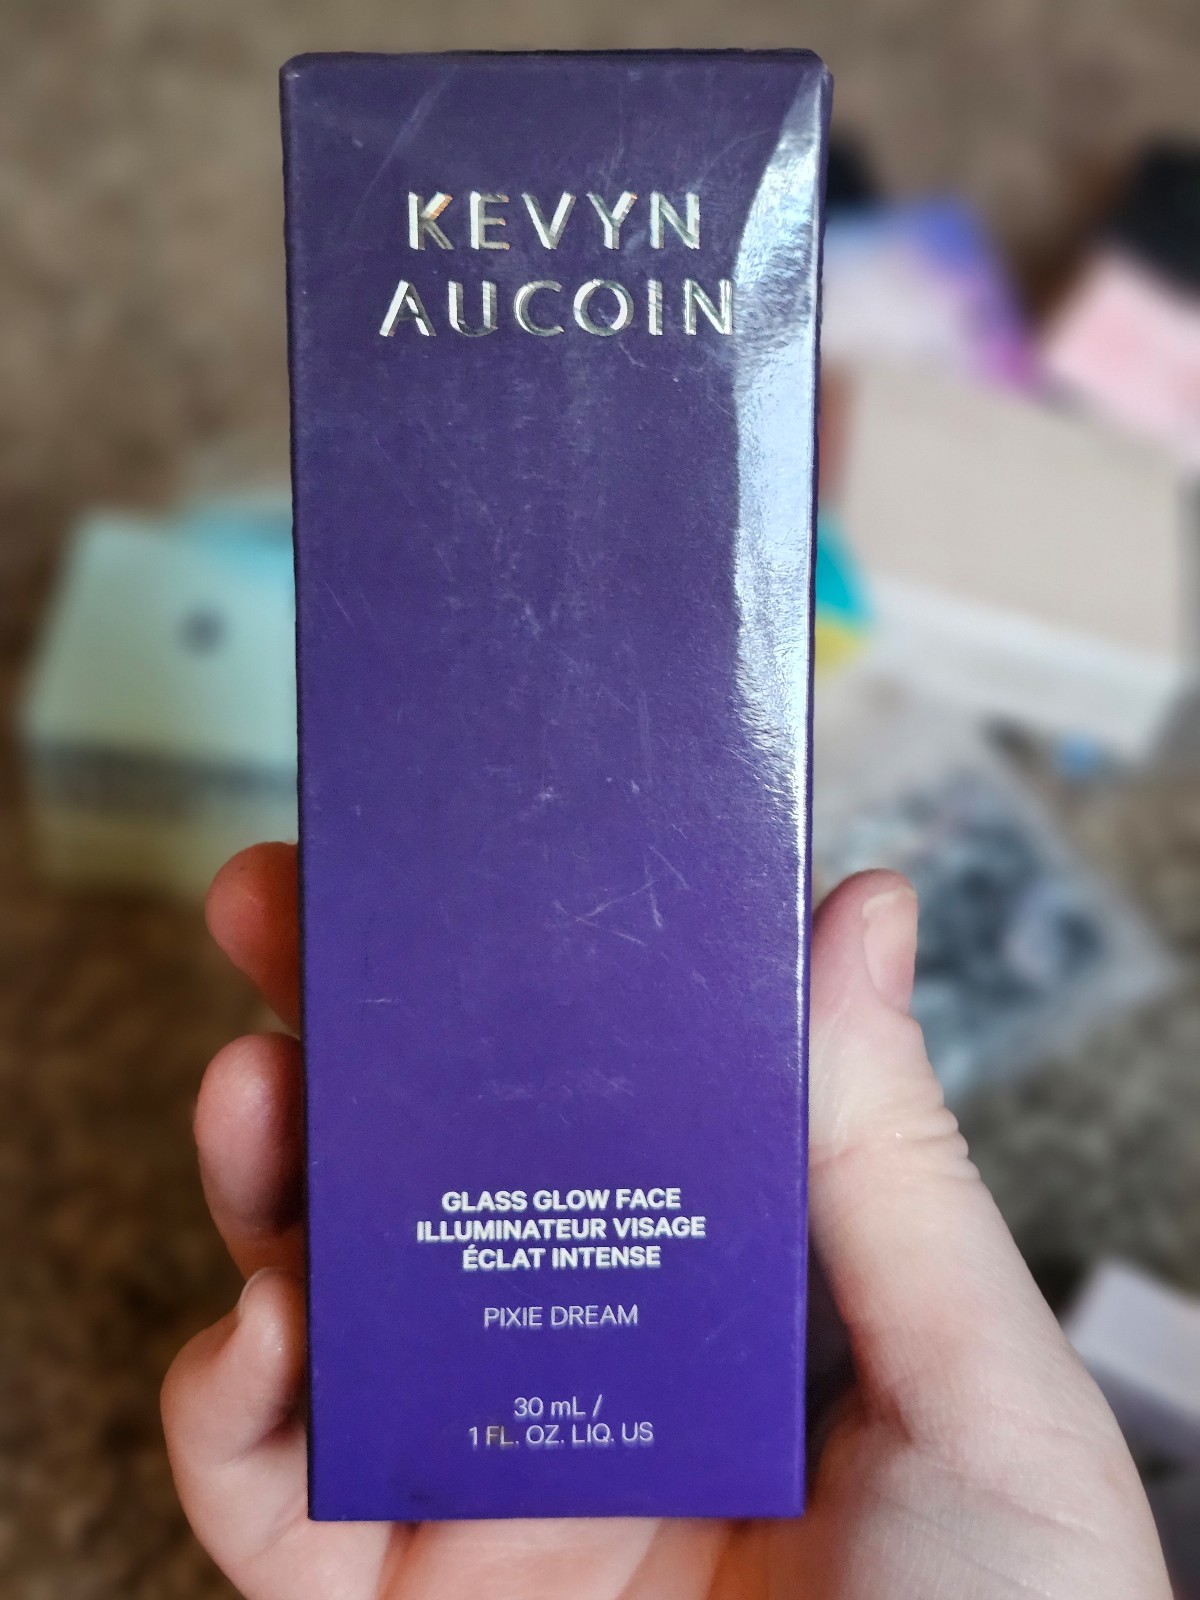 KEVYN
AUCOIN
GLASS GLOW FACE
ILLUMINATEUR VISAGE
ÉCLAT INTENSE
PIXIE DREAM
30 mL /
1 FL. OZ. LIQ. US